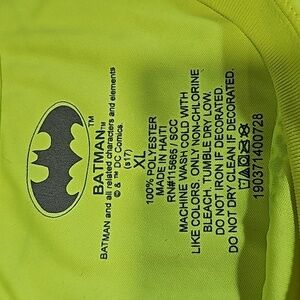 BATMAN™
BATMAN and all related characters and elements
© & ™ DC Comics
(s17)
XL
100% POLYESTER
MADE IN HAITI
RN#115665 / SCC
MACHINE WASH COLD WITH
LIKE COLORS. ONLY NON-CHLORINE
BLEACH. TUMBLE DRY LOW.
DO NOT IRON IF DECORATED.
DO NOT DRY CLEAN IF DECORATED.
190371400728